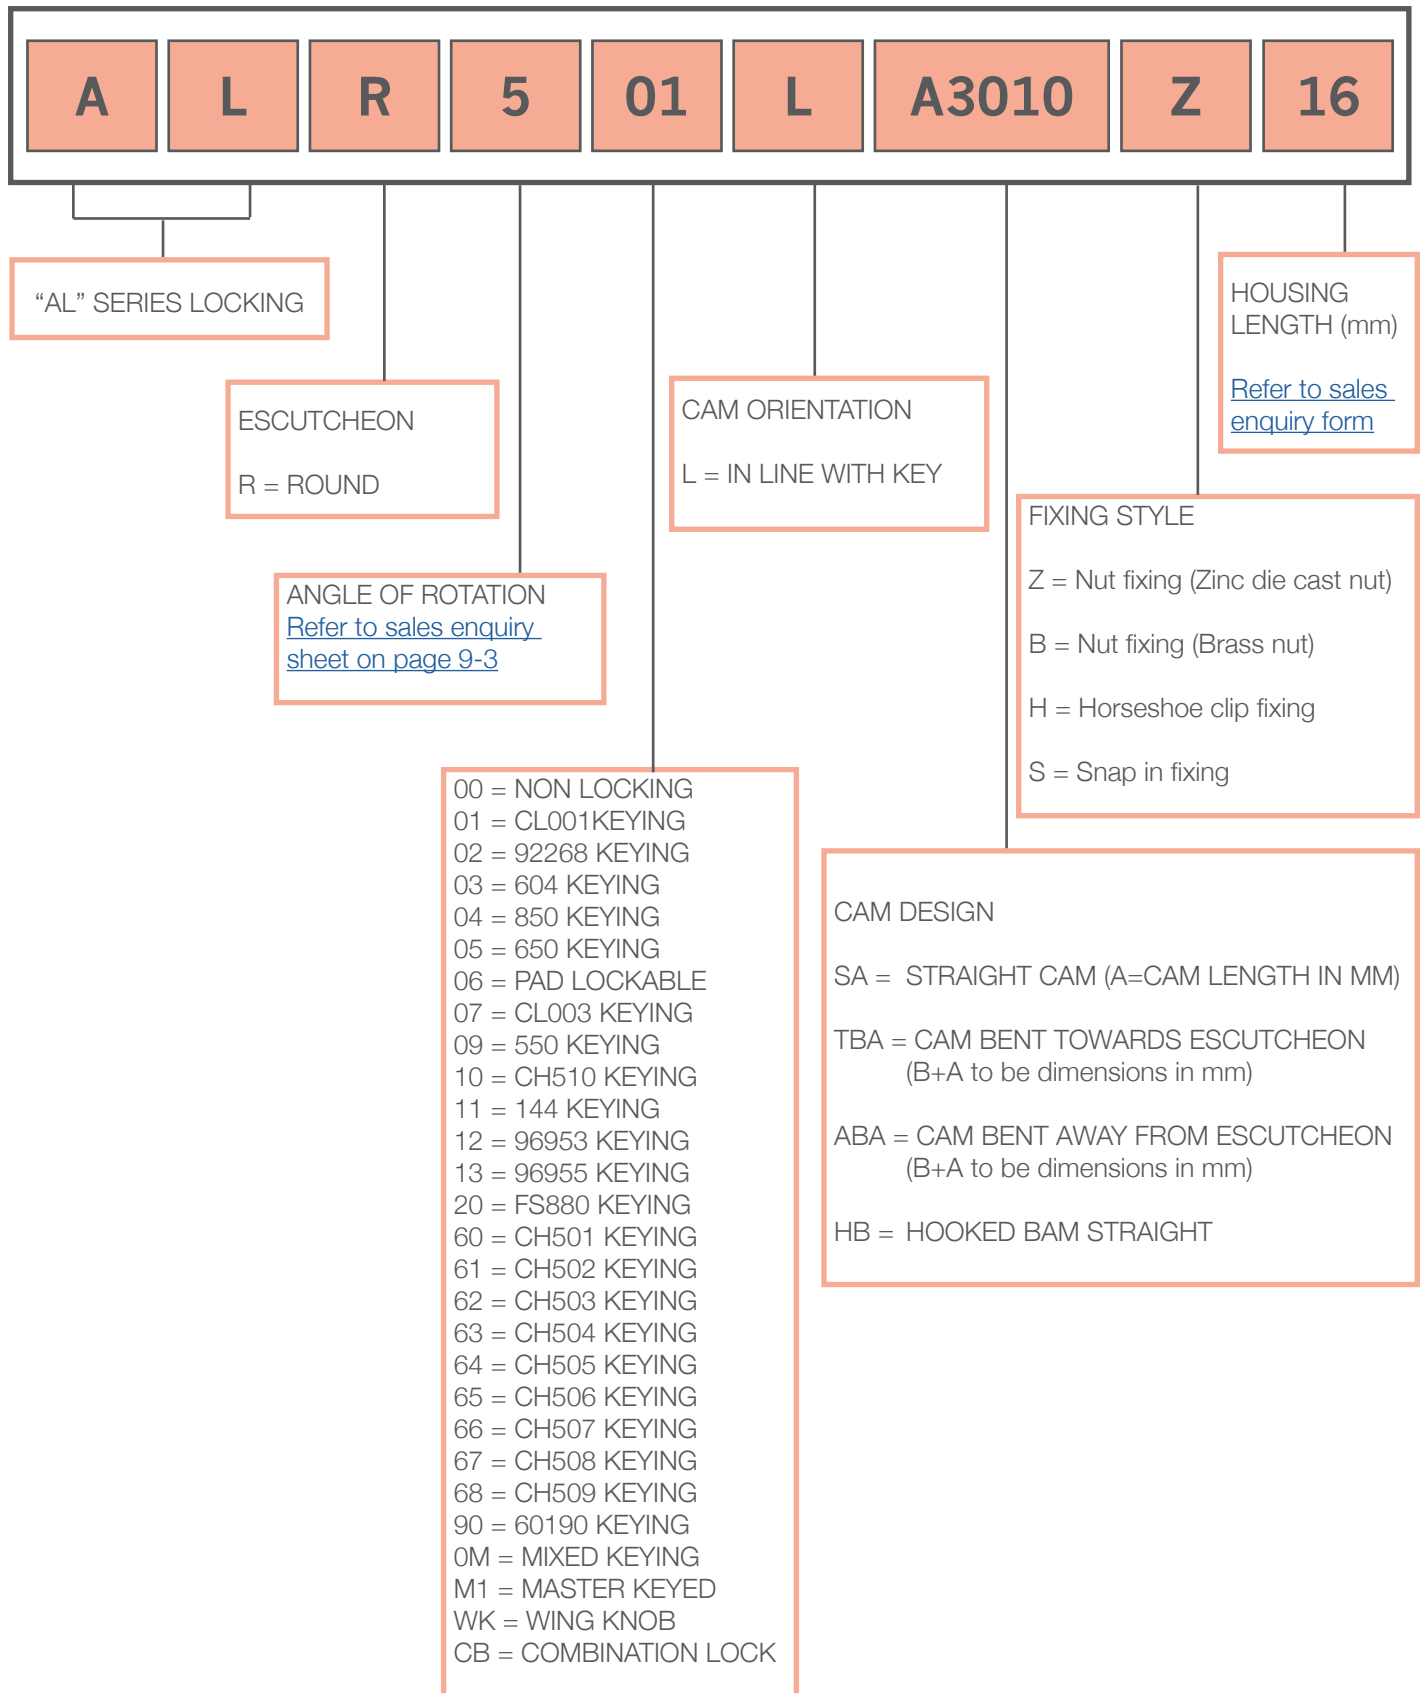 A L R 5 01 L A3010 Z 16
“AL” SERIES LOCKING
ESCUTCHEON
R = ROUND
ANGLE OF ROTATION
Refer to sales enquiry
sheet on page 9-3
00 = NON LOCKING
01 = CL001KEYING
02 = 92268 KEYING
03 = 604 KEYING
04 = 850 KEYING
05 = 650 KEYING
06 = PAD LOCKABLE
07 = CL003 KEYING
09 = 550 KEYING
10 = CH510 KEYING
11 = 144 KEYING
12 = 96953 KEYING
13 = 96955 KEYING
20 = FS880 KEYING
60 = CH501 KEYING
61 = CH502 KEYING
62 = CH503 KEYING
63 = CH504 KEYING
64 = CH505 KEYING
65 = CH506 KEYING
66 = CH507 KEYING
67 = CH508 KEYING
68 = CH509 KEYING
90 = 60190 KEYING
0M = MIXED KEYING
M1 = MASTER KEYED
WK = WING KNOB
CB = COMBINATION LOCK
CAM ORIENTATION
L = IN LINE WITH KEY
CAM DESIGN
SA = STRAIGHT CAM (A=CAM LENGTH IN MM)
TBA = CAM BENT TOWARDS ESCUTCHEON
(B+A to be dimensions in mm)
ABA = CAM BENT AWAY FROM ESCUTCHEON
(B+A to be dimensions in mm)
HB = HOOKED BAM STRAIGHT
FIXING STYLE
Z = Nut fixing (Zinc die cast nut)
B = Nut fixing (Brass nut)
H = Horseshoe clip fixing
S = Snap in fixing
HOUSING
LENGTH (mm)
Refer to sales
enquiry form